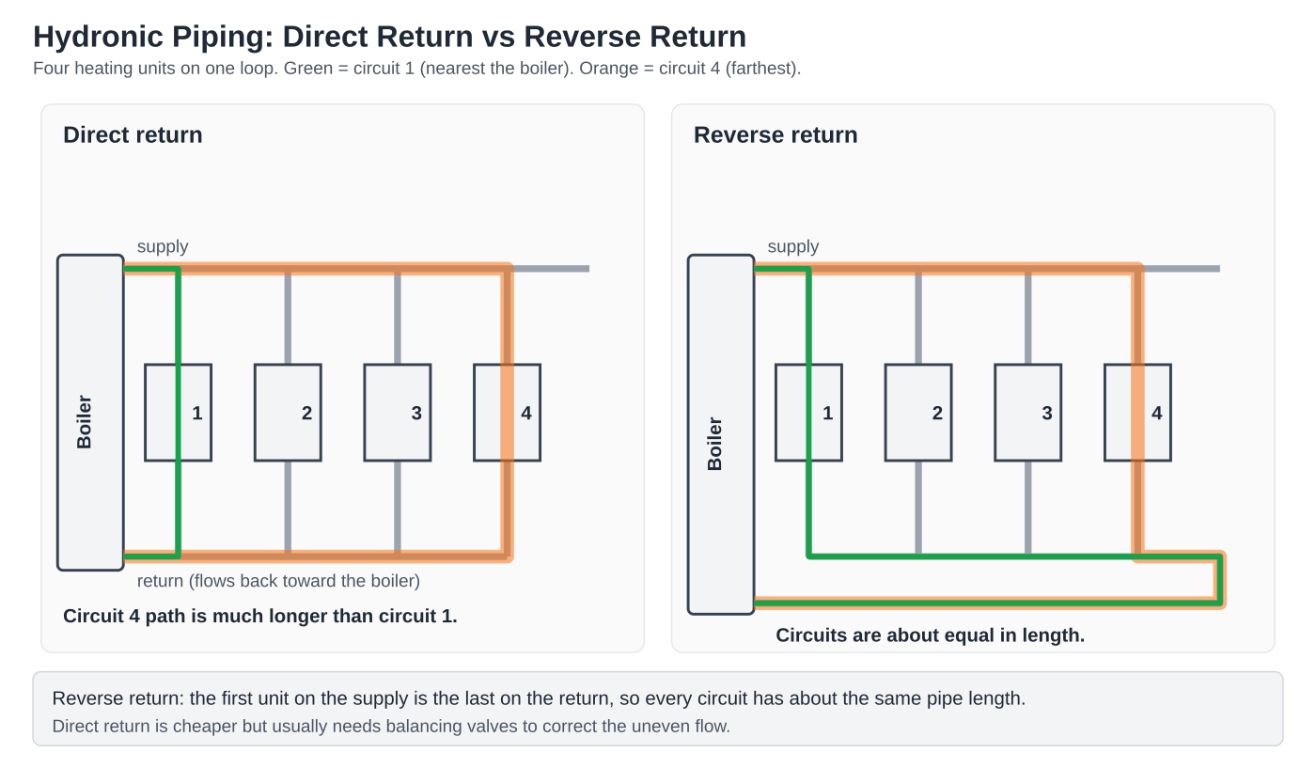 Hydronic Piping: Direct Return vs Reverse Return
Four heating units on one loop. Green = circuit 1 (nearest the boiler). Orange = circuit 4 (farthest).
Direct return
supply
Boiler
1
2
3
4
return (flows back toward the boiler)
Circuit 4 path is much longer than circuit 1.
Reverse return
supply
Boiler
1
2
3
4
Circuits are about equal in length.
Reverse return: the first unit on the supply is the last on the return, so every circuit has about the same pipe length.
Direct return is cheaper but usually needs balancing valves to correct the uneven flow.